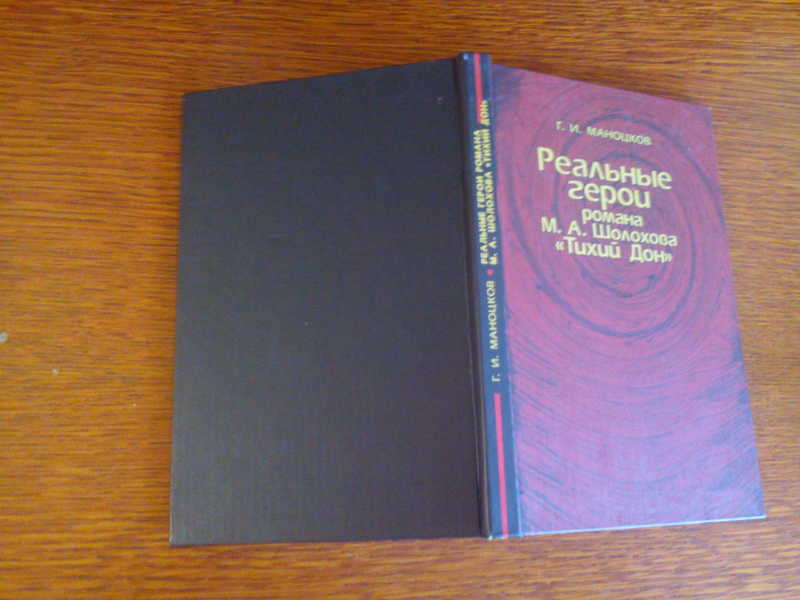 Г. И. МАНОЦКОВ
Реальные
герои
романа
М. А. Шолохова
«Тихий Дон»
Г. И. МАНОЦКОВ • РЕАЛЬНЫЕ ГЕРОИ РОМАНА
М. А. ШОЛОХОВА «ТИХИЙ ДОН»